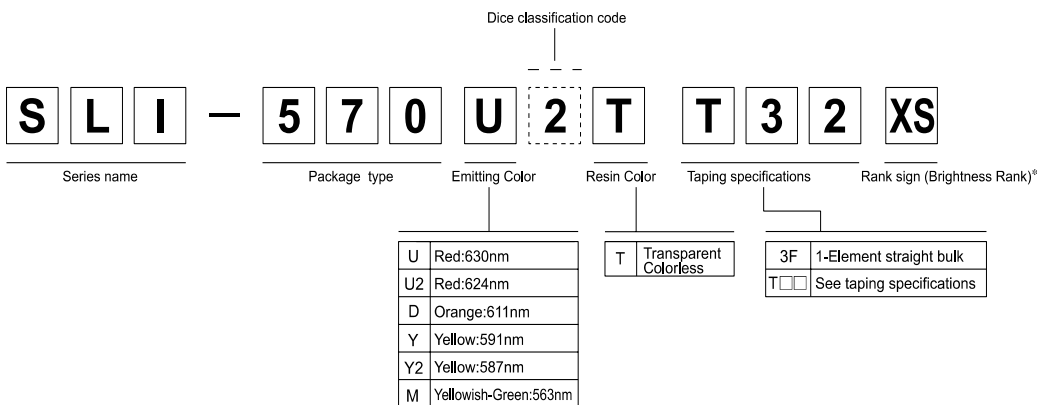 Dice classification code
S L I — 5 7 0 U 2 T T 3 2 XS
Series name Package type Emitting Color Resin Color Taping specifications Rank sign (Brightness Rank)*
U Red:630nm
U2 Red:624nm
D Orange:611nm
Y Yellow:591nm
Y2 Yellow:587nm
M Yellowish-Green:563nm
T Transparent
Colorless
3F 1-Element straight bulk
T□□ See taping specifications